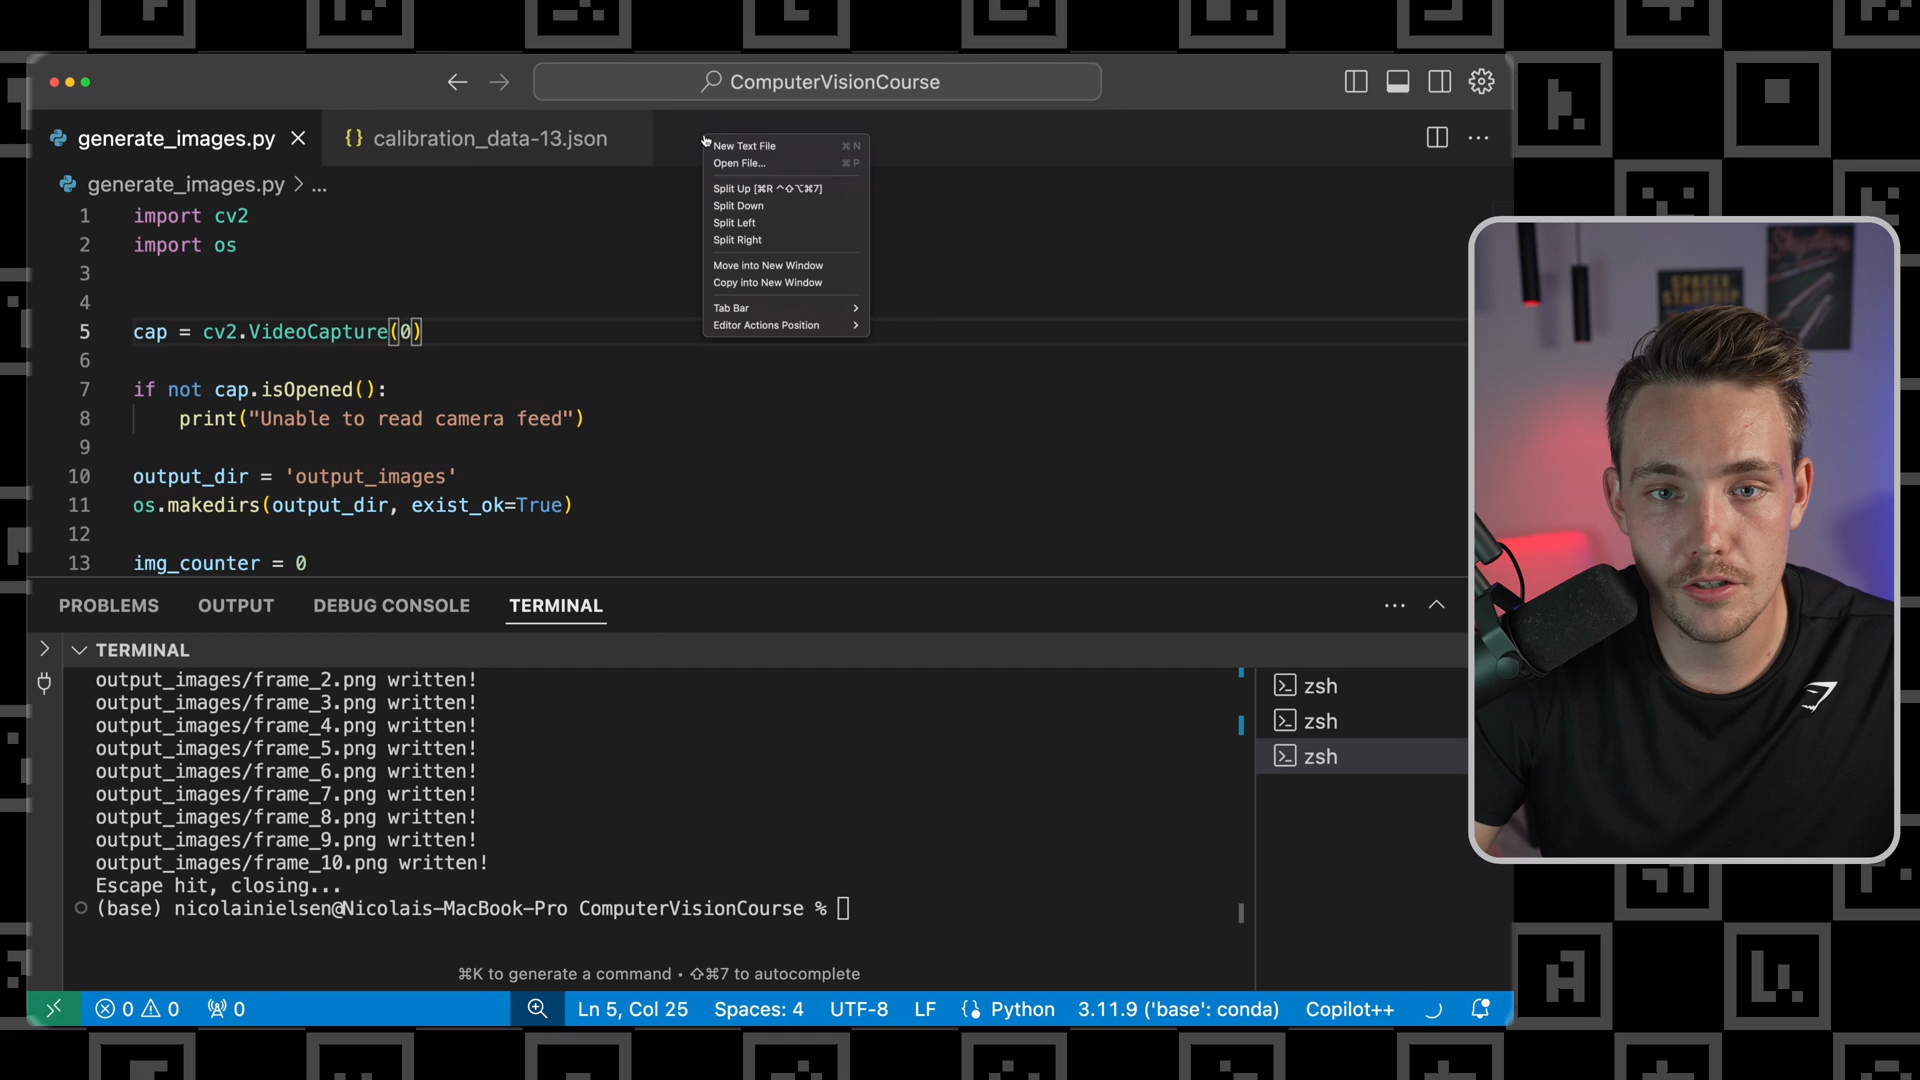 ComputerVisionCourse
generate_images.py
{} calibration_data-13.json
generate_images.py > ...
1 import cv2
2 import os
3
4
5 cap = cv2.VideoCapture(0)
6
7 if not cap.isOpened():
8 print("Unable to read camera feed")
9
10 output_dir = 'output_images'
11 os.makedirs(output_dir, exist_ok=True)
12
13 img_counter = 0
New Text File ⌘ N
Open File... ⌘ P
Split Up [⌘R ^⇧⌥⌘7]
Split Down
Split Left
Split Right
Move into New Window
Copy into New Window
Tab Bar
Editor Actions Position
PROBLEMS OUTPUT DEBUG CONSOLE TERMINAL
TERMINAL
output_images/frame_2.png written!
output_images/frame_3.png written!
output_images/frame_4.png written!
output_images/frame_5.png written!
output_images/frame_6.png written!
output_images/frame_7.png written!
output_images/frame_8.png written!
output_images/frame_9.png written!
output_images/frame_10.png written!
Escape hit, closing...
(base) nicolainielsen@Nicolais-MacBook-Pro ComputerVisionCourse %
⌘K to generate a command • ⇧⌘7 to autocomplete
zsh
zsh
zsh
0 0 0 Ln 5, Col 25 Spaces: 4 UTF-8 LF {} Python 3.11.9 ('base': conda) Copilot++